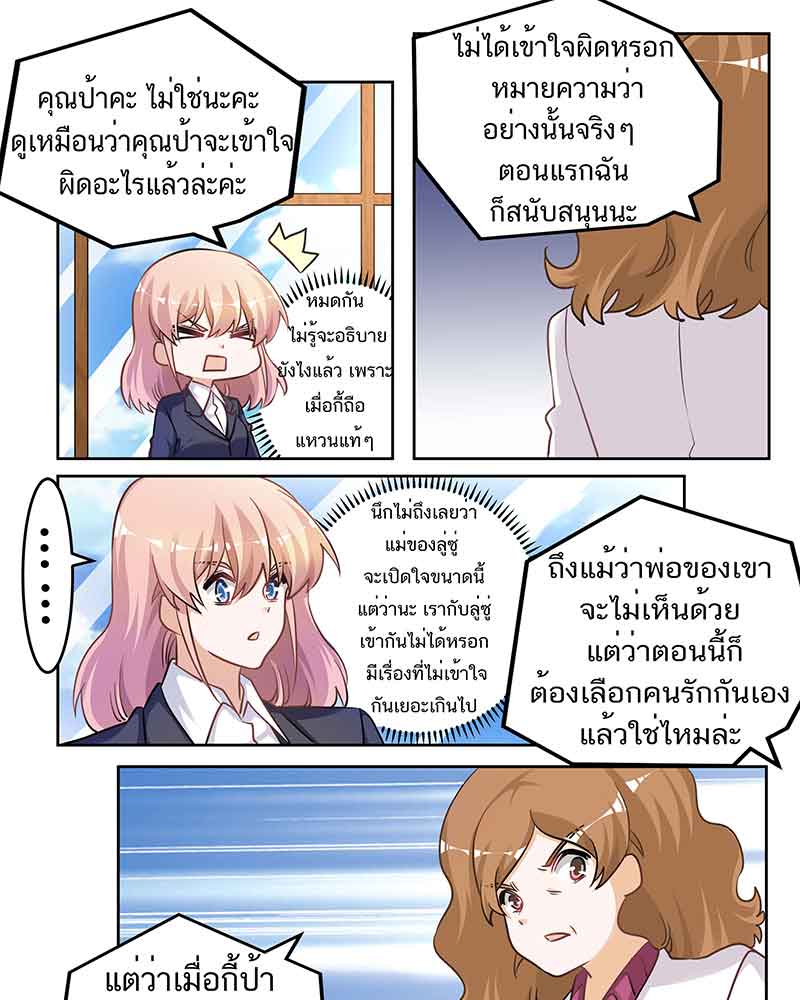 คุณป้าคะ ไม่ใช่นะคะ
ดูเหมือนว่าคุณป้าจะเข้าใจ
ผิดอะไรแล้วล่ะค่ะ
หมดกัน
ไม่รู้จะอธิบาย
ยังไงแล้ว เพราะ
เมื่อกี้ถือ
แหวนแท้ๆ
ไม่ได้เข้าใจผิดหรอก
หมายความว่า
อย่างนั้นจริงๆ
ตอนแรกฉัน
ก็สนับสนุนนะ
......
นึกไม่ถึงเลยว่า
แม่ของลู่ซู่
จะเปิดใจขนาดนี้
แต่ว่านะ เรากับลู่ซู่
เข้ากันไม่ได้หรอก
มีเรื่องที่ไม่เข้าใจ
กันเยอะเกินไป
ถึงแม้ว่าพ่อของเขา
จะไม่เห็นด้วย
แต่ว่าตอนนี้ก็
ต้องเลือกคนรักกันเอง
แล้วใช่ไหมล่ะ
แต่ว่าเมื่อกี้ป้า